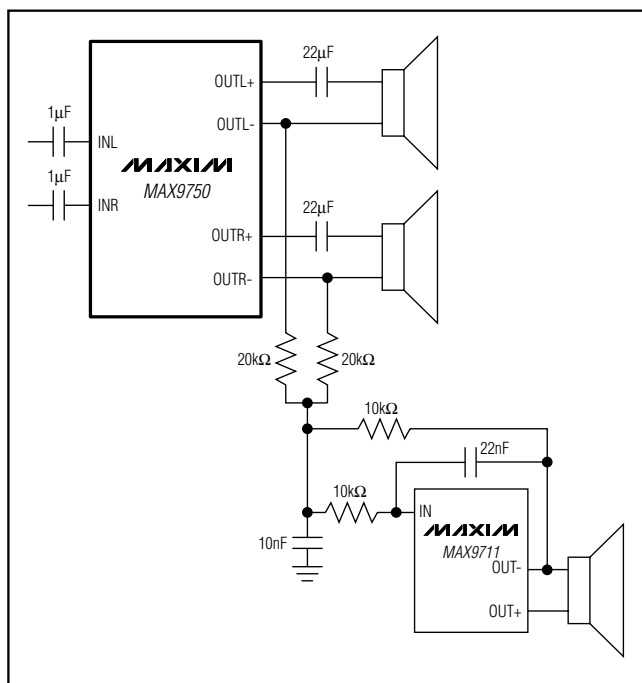 22µF
OUTL+
1µF
OUTL-
INL
MAXIM
1µF
MAX9750
INR
22µF
OUTR+
OUTR-
20kΩ
20kΩ
10kΩ
22nF
10kΩ
IN
MAXIM
MAX9711
10nF
OUT-
OUT+